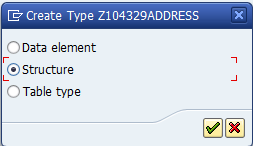 Create Type Z104329ADDRESS
Data element
Structure
Table type